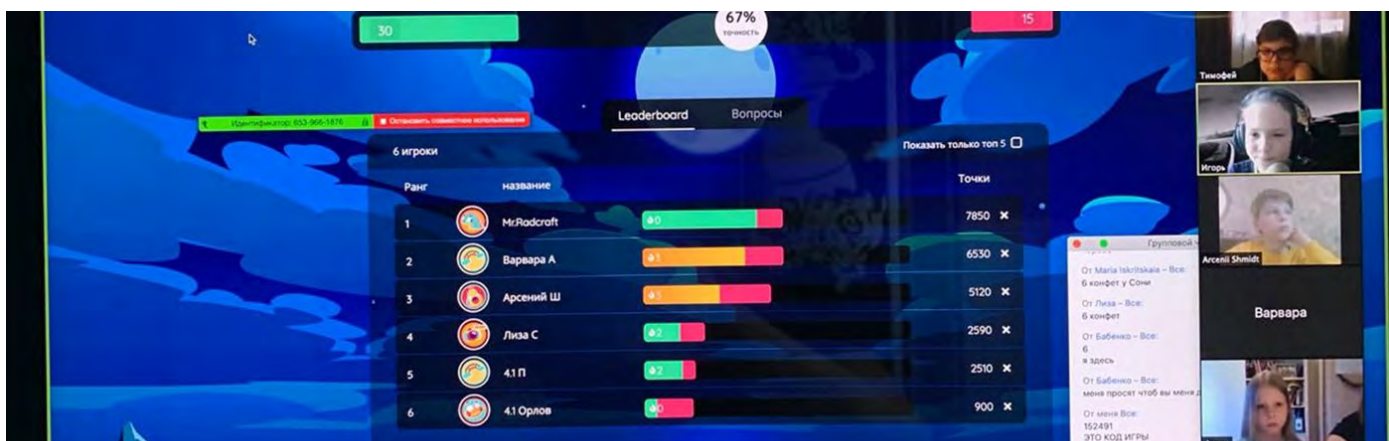 30
67%
точность
15
Тимофей
Идентификатор: 653-966-1876
Остановить совместное использование
Leaderboard
Вопросы
6 игроки
Показать только топ 5
Ранг
название
Точки
1
Mr.Radcraft
0
7850
2
Варвара А
3
6530
3
Арсений Ш
3
5120
4
Лиза С
2
2590
5
4.1 П
2
2510
6
4.1 Орлов
0
900
Игорь
Arcenii Shmidt
Варвара
Групповой ч
От Maria Iskritskaia – Все:
6 конфет у Сони
От Лиза – Все:
6 конфет
От Бабенко – Все:
6
я здесь
От Бабенко – Все:
меня просят чтоб вы меня д
От меня Все:
152491
ЭТО КОД ИГРЫ